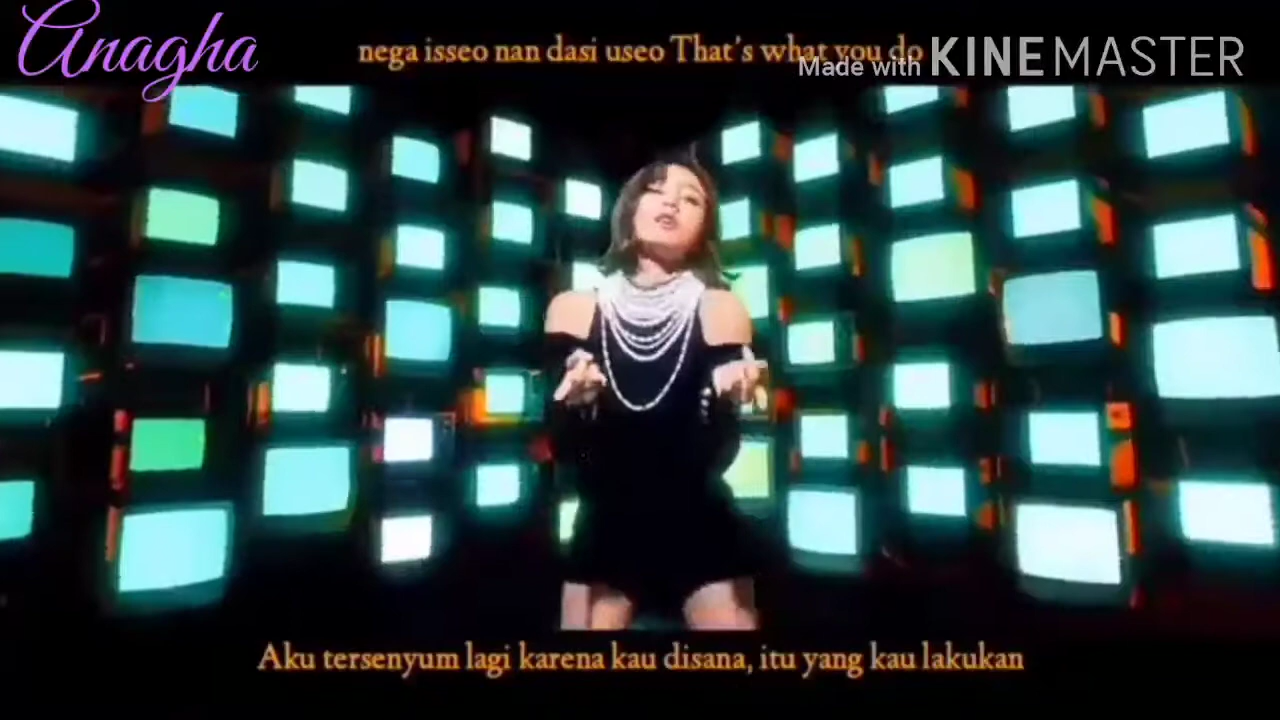 Anagha
nega isseo nan dasi useo That's what you do
Made with KINEMASTER
Aku tersenyum lagi karena kau disana, itu yang kau lakukan